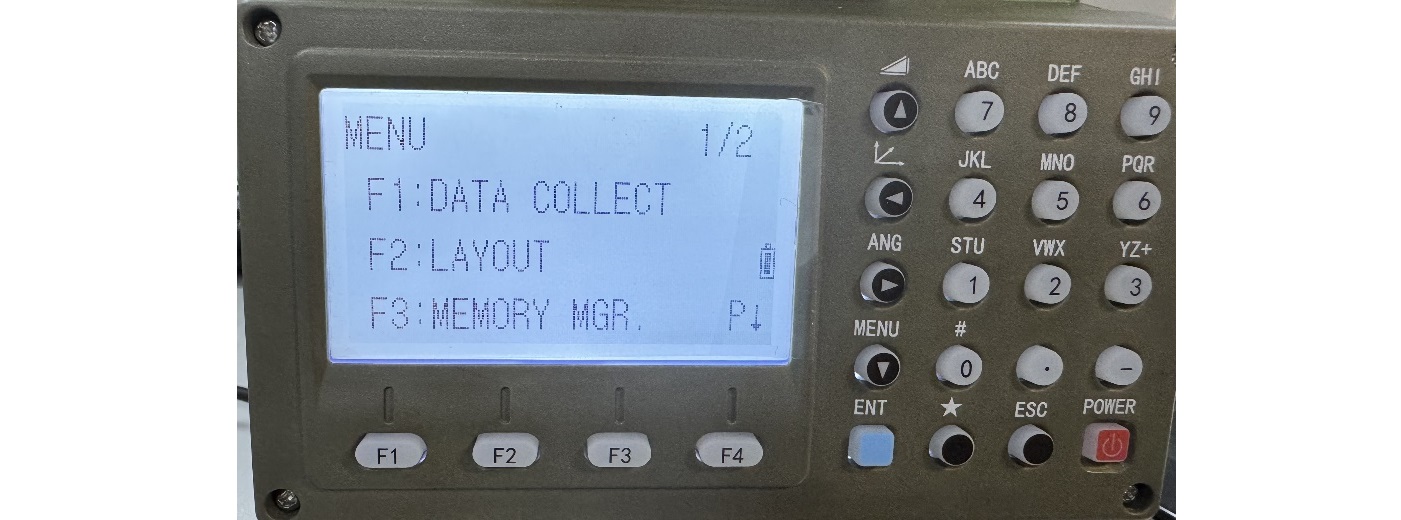 MENU 1/2
F1:DATA COLLECT
F2:LAYOUT
F3:MEMORY MGR. P↓
F1 F2 F3 F4
ABC DEF GHI
7 8 9
JKL MNO PQR
4 5 6
ANG STU VWX YZ+
1 2 3
MENU #
0 . -
ENT ★ ESC POWER